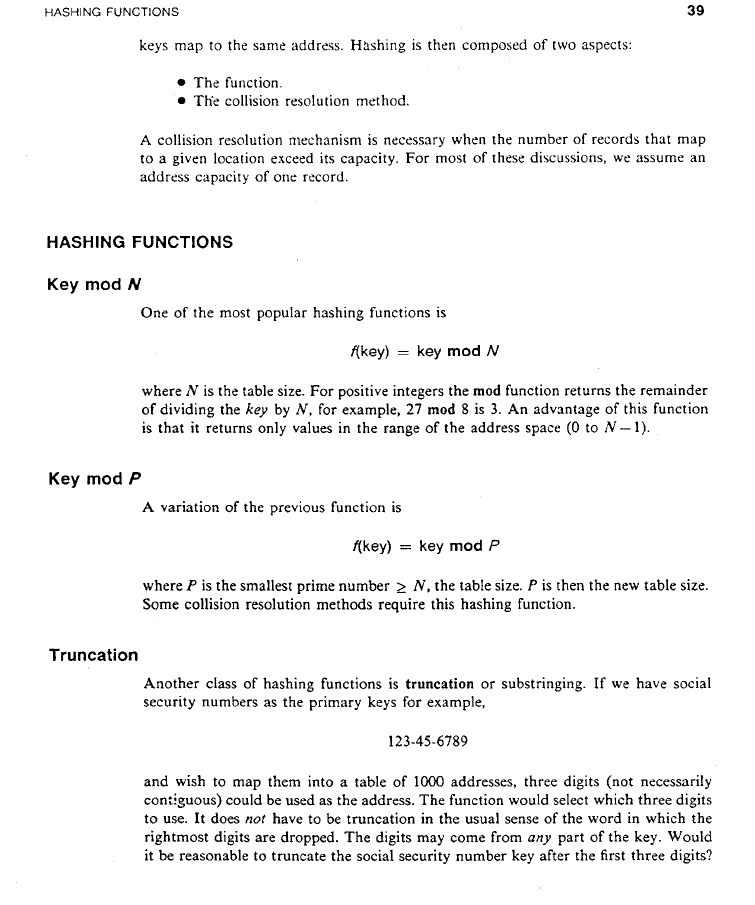 HASHING FUNCTIONS 39
keys map to the same address. Hashing is then composed of two aspects:
• The function.
• The collision resolution method.
A collision resolution mechanism is necessary when the number of records that map
to a given location exceed its capacity. For most of these discussions, we assume an
address capacity of one record.
HASHING FUNCTIONS
Key mod N
One of the most popular hashing functions is
f(key) = key mod N
where N is the table size. For positive integers the mod function returns the remainder
of dividing the key by N, for example, 27 mod 8 is 3. An advantage of this function
is that it returns only values in the range of the address space (0 to N – 1).
Key mod P
A variation of the previous function is
f(key) = key mod P
where P is the smallest prime number ≥ N, the table size. P is then the new table size.
Some collision resolution methods require this hashing function.
Truncation
Another class of hashing functions is truncation or substringing. If we have social
security numbers as the primary keys for example,
123-45-6789
and wish to map them into a table of 1000 addresses, three digits (not necessarily
contiguous) could be used as the address. The function would select which three digits
to use. It does not have to be truncation in the usual sense of the word in which the
rightmost digits are dropped. The digits may come from any part of the key. Would
it be reasonable to truncate the social security number key after the first three digits?